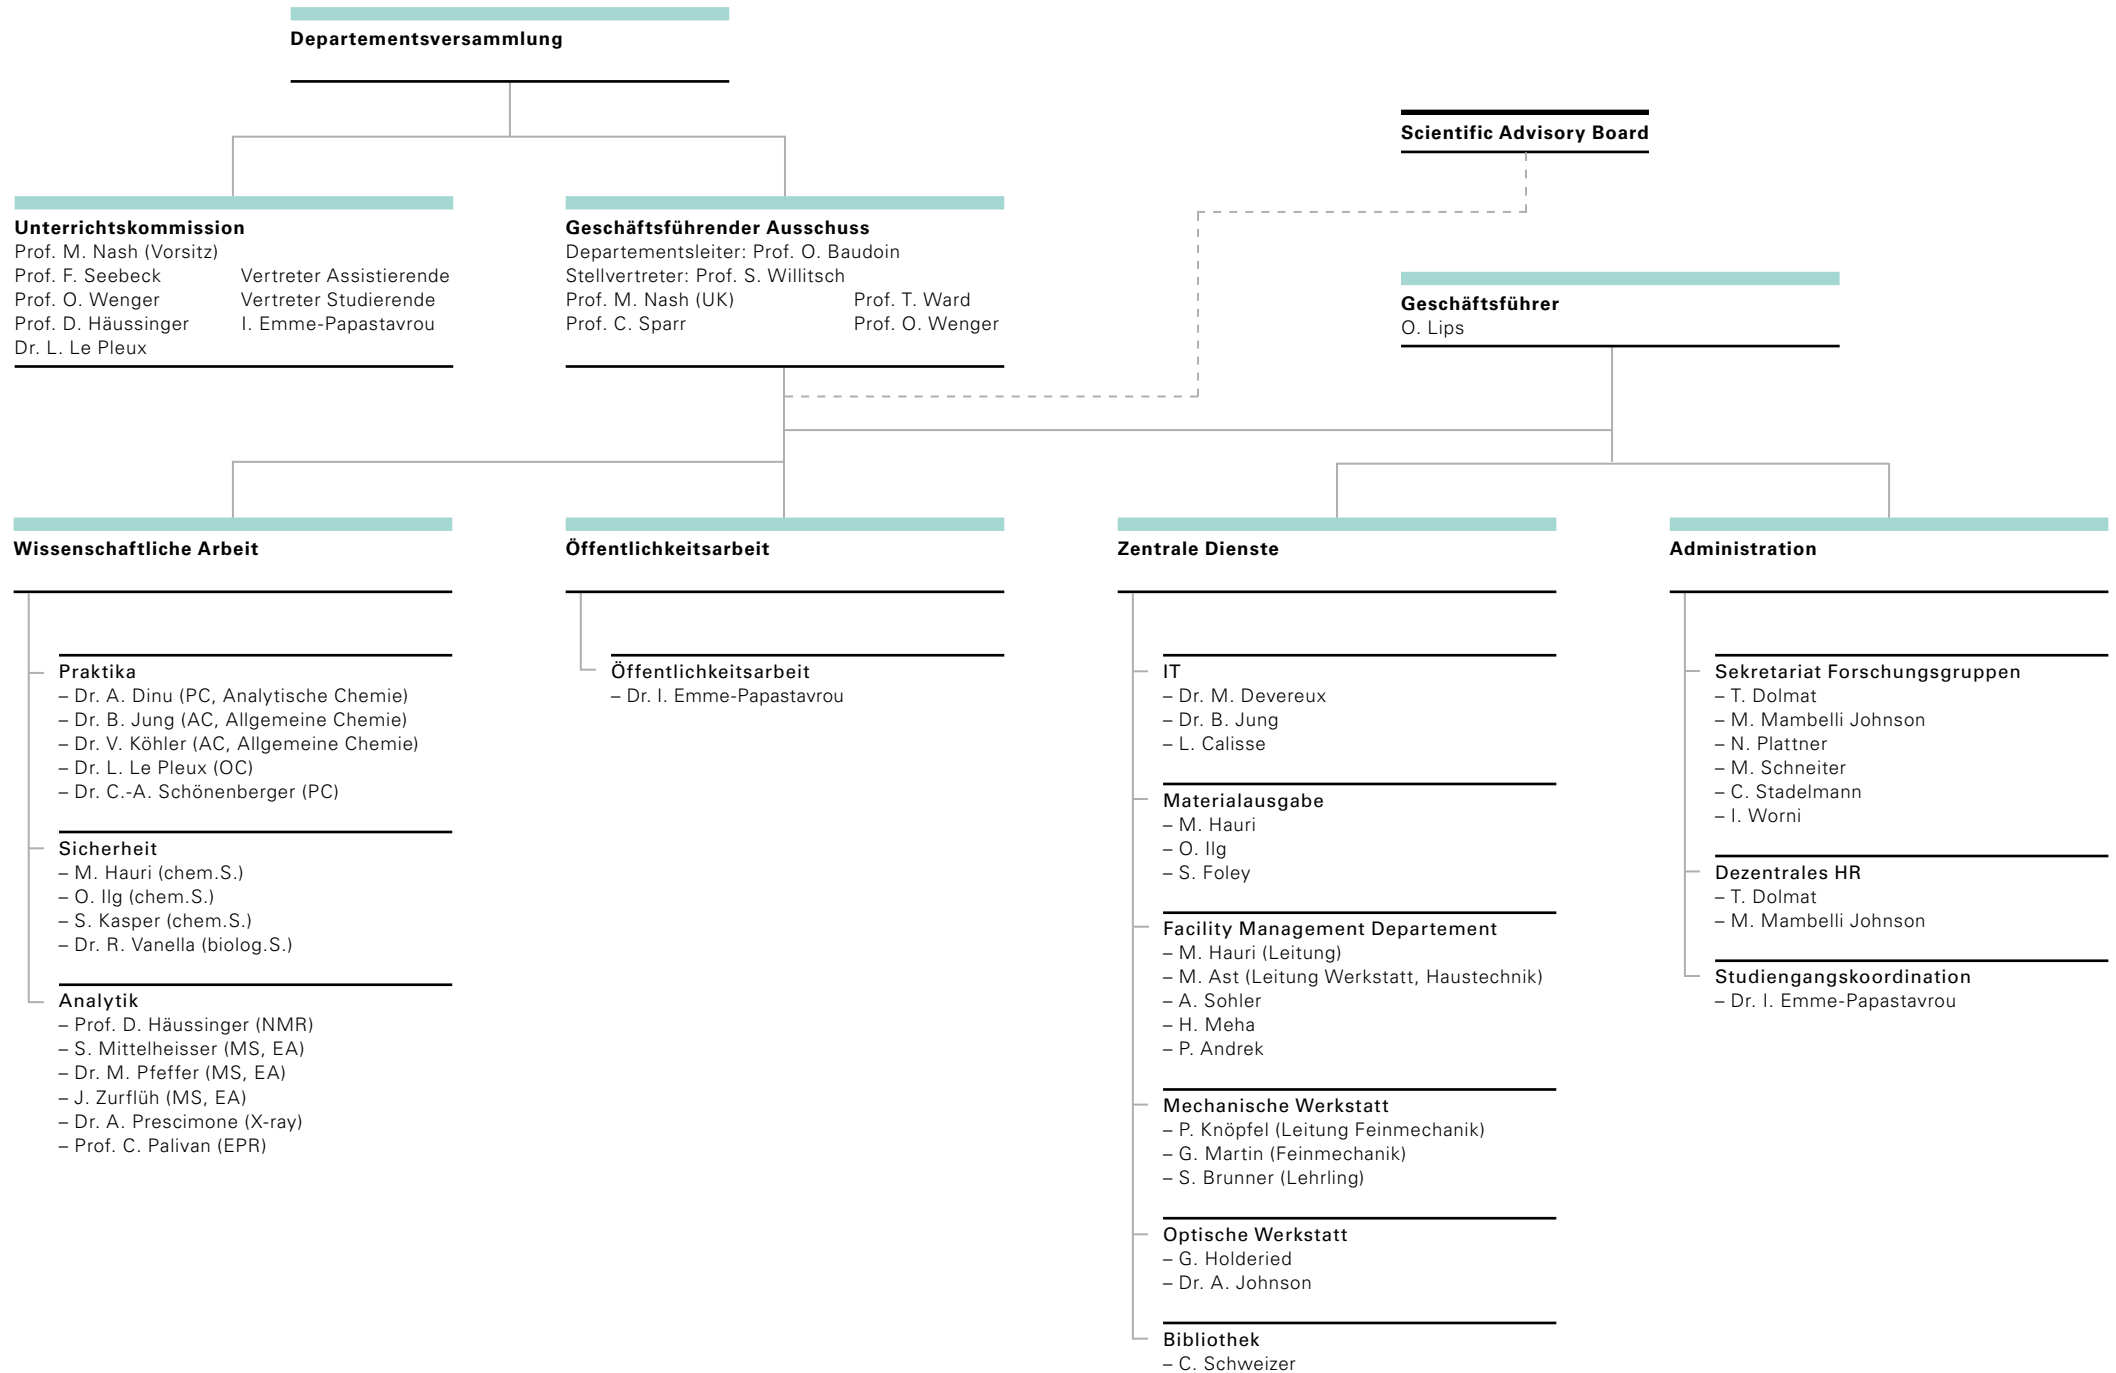 Departementsversammlung
Scientific Advisory Board
Unterrichtskommission
Prof. M. Nash (Vorsitz)
Prof. F. Seebeck
Prof. O. Wenger
Prof. D. Häussinger
Dr. L. Le Pleux
Vertreter Assistierende
Vertreter Studierende
I. Emme-Papastavrou
Geschäftsführender Ausschuss
Departementsleiter: Prof. O. Baudoin
Stellvertreter: Prof. S. Willitsch
Prof. M. Nash (UK)
Prof. C. Sparr
Prof. T. Ward
Prof. O. Wenger
Geschäftsführer
O. Lips
Wissenschaftliche Arbeit
Praktika
– Dr. A. Dinu (PC, Analytische Chemie)
– Dr. B. Jung (AC, Allgemeine Chemie)
– Dr. V. Köhler (AC, Allgemeine Chemie)
– Dr. L. Le Pleux (OC)
– Dr. C.-A. Schönenberger (PC)
Sicherheit
– M. Hauri (chem.S.)
– O. Ilg (chem.S.)
– S. Kasper (chem.S.)
– Dr. R. Vanella (biolog.S.)
Analytik
– Prof. D. Häussinger (NMR)
– S. Mittelheisser (MS, EA)
– Dr. M. Pfeffer (MS, EA)
– J. Zurflüh (MS, EA)
– Dr. A. Prescimone (X-ray)
– Prof. C. Palivan (EPR)
Öffentlichkeitsarbeit
Öffentlichkeitsarbeit
– Dr. I. Emme-Papastavrou
Zentrale Dienste
IT
– Dr. M. Devereux
– Dr. B. Jung
– L. Calisse
Materialausgabe
– M. Hauri
– O. Ilg
– S. Foley
Facility Management Departement
– M. Hauri (Leitung)
– M. Ast (Leitung Werkstatt, Haustechnik)
– A. Sohler
– H. Meha
– P. Andrek
Mechanische Werkstatt
– P. Knöpfel (Leitung Feinmechanik)
– G. Martin (Feinmechanik)
– S. Brunner (Lehrling)
Optische Werkstatt
– G. Holderied
– Dr. A. Johnson
Bibliothek
– C. Schweizer
Administration
Sekretariat Forschungsgruppen
– T. Dolmat
– M. Mambelli Johnson
– N. Plattner
– M. Schneiter
– C. Stadelmann
– I. Worni
Dezentrales HR
– T. Dolmat
– M. Mambelli Johnson
Studiengangskoordination
– Dr. I. Emme-Papastavrou